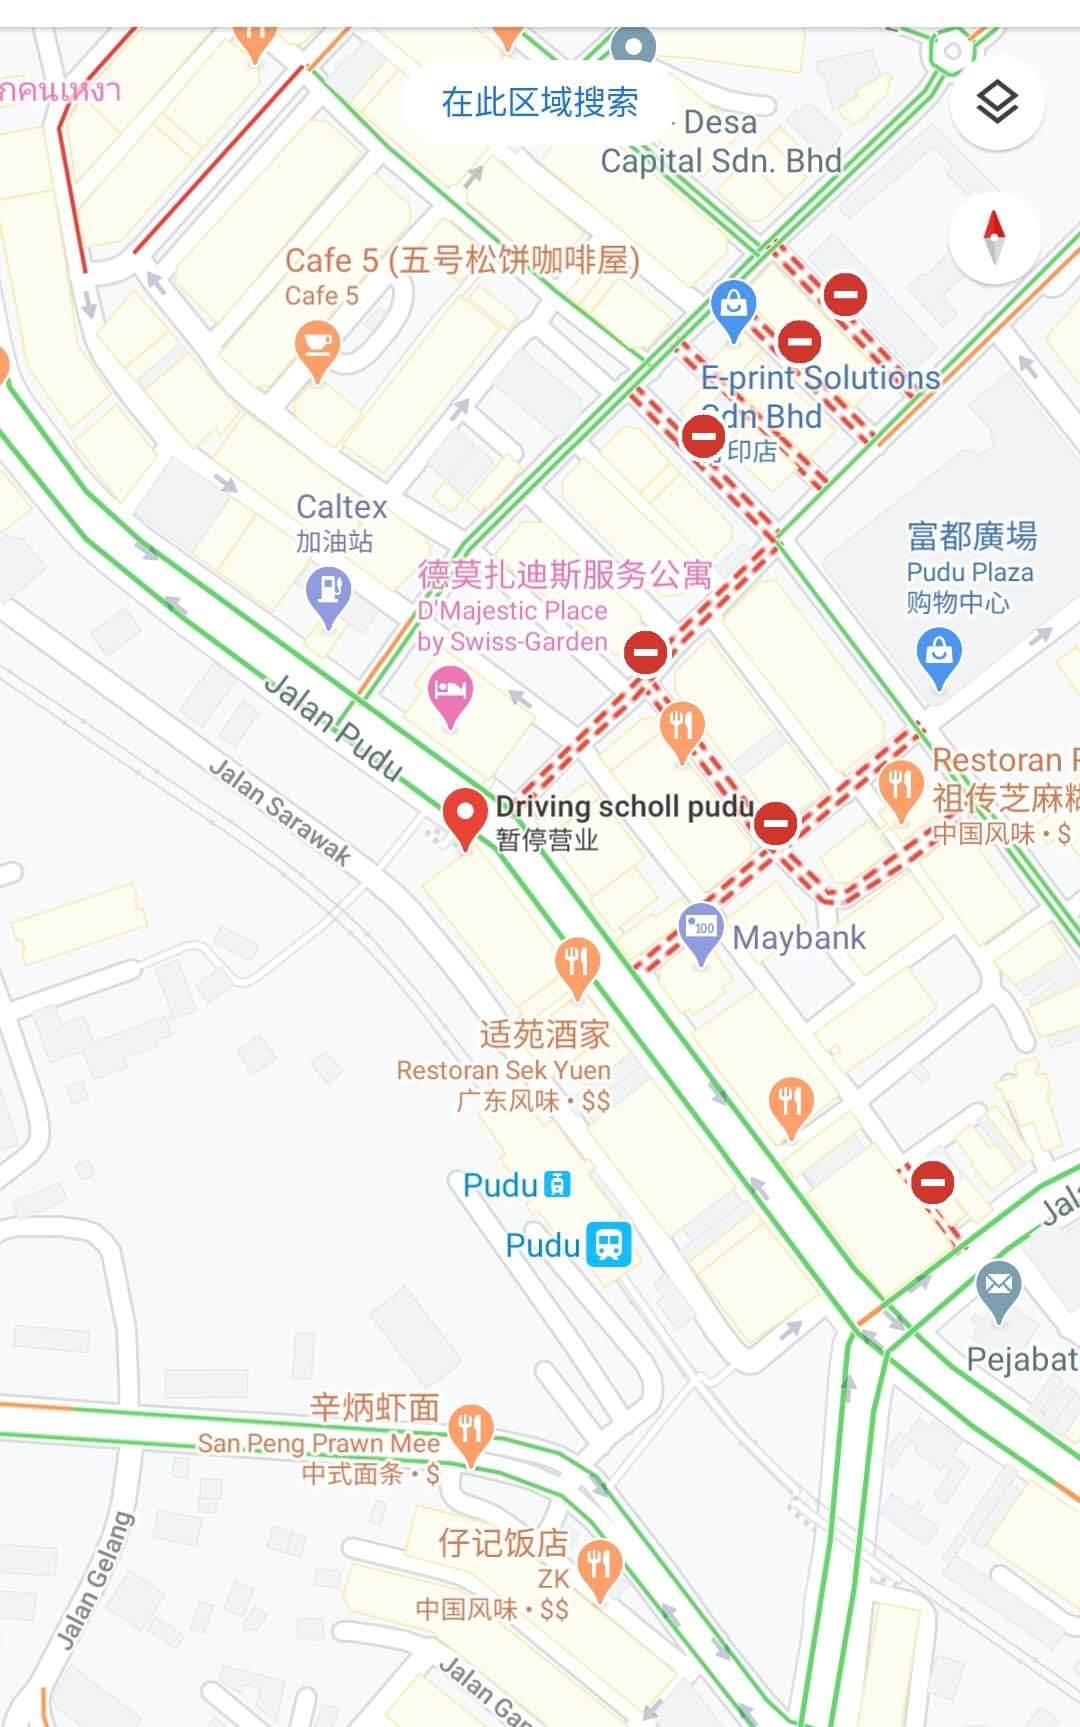 กคนเหงา
在此区域搜索
Desa
Capital Sdn. Bhd
Cafe 5 (五号松饼咖啡屋)
Cafe 5
E-print Solutions
Sdn Bhd
印店
Caltex
加油站
德莫扎迪斯服务公寓
D'Majestic Place
by Swiss-Garden
富都廣場
Pudu Plaza
购物中心
Jalan Pudu
Jalan Sarawak
Driving scholl pudu
暂停营业
Restoran
祖传芝麻糊
中国风味 • $
100
Maybank
适苑酒家
Restoran Sek Yuen
广东风味 • $$
Pudu
Pudu
Jala
Pejabat
辛炳虾面
San Peng Prawn Mee
中式面条 • $
仔记饭店
ZK
中国风味 • $$
Jalan Gelang
Jalan Gan